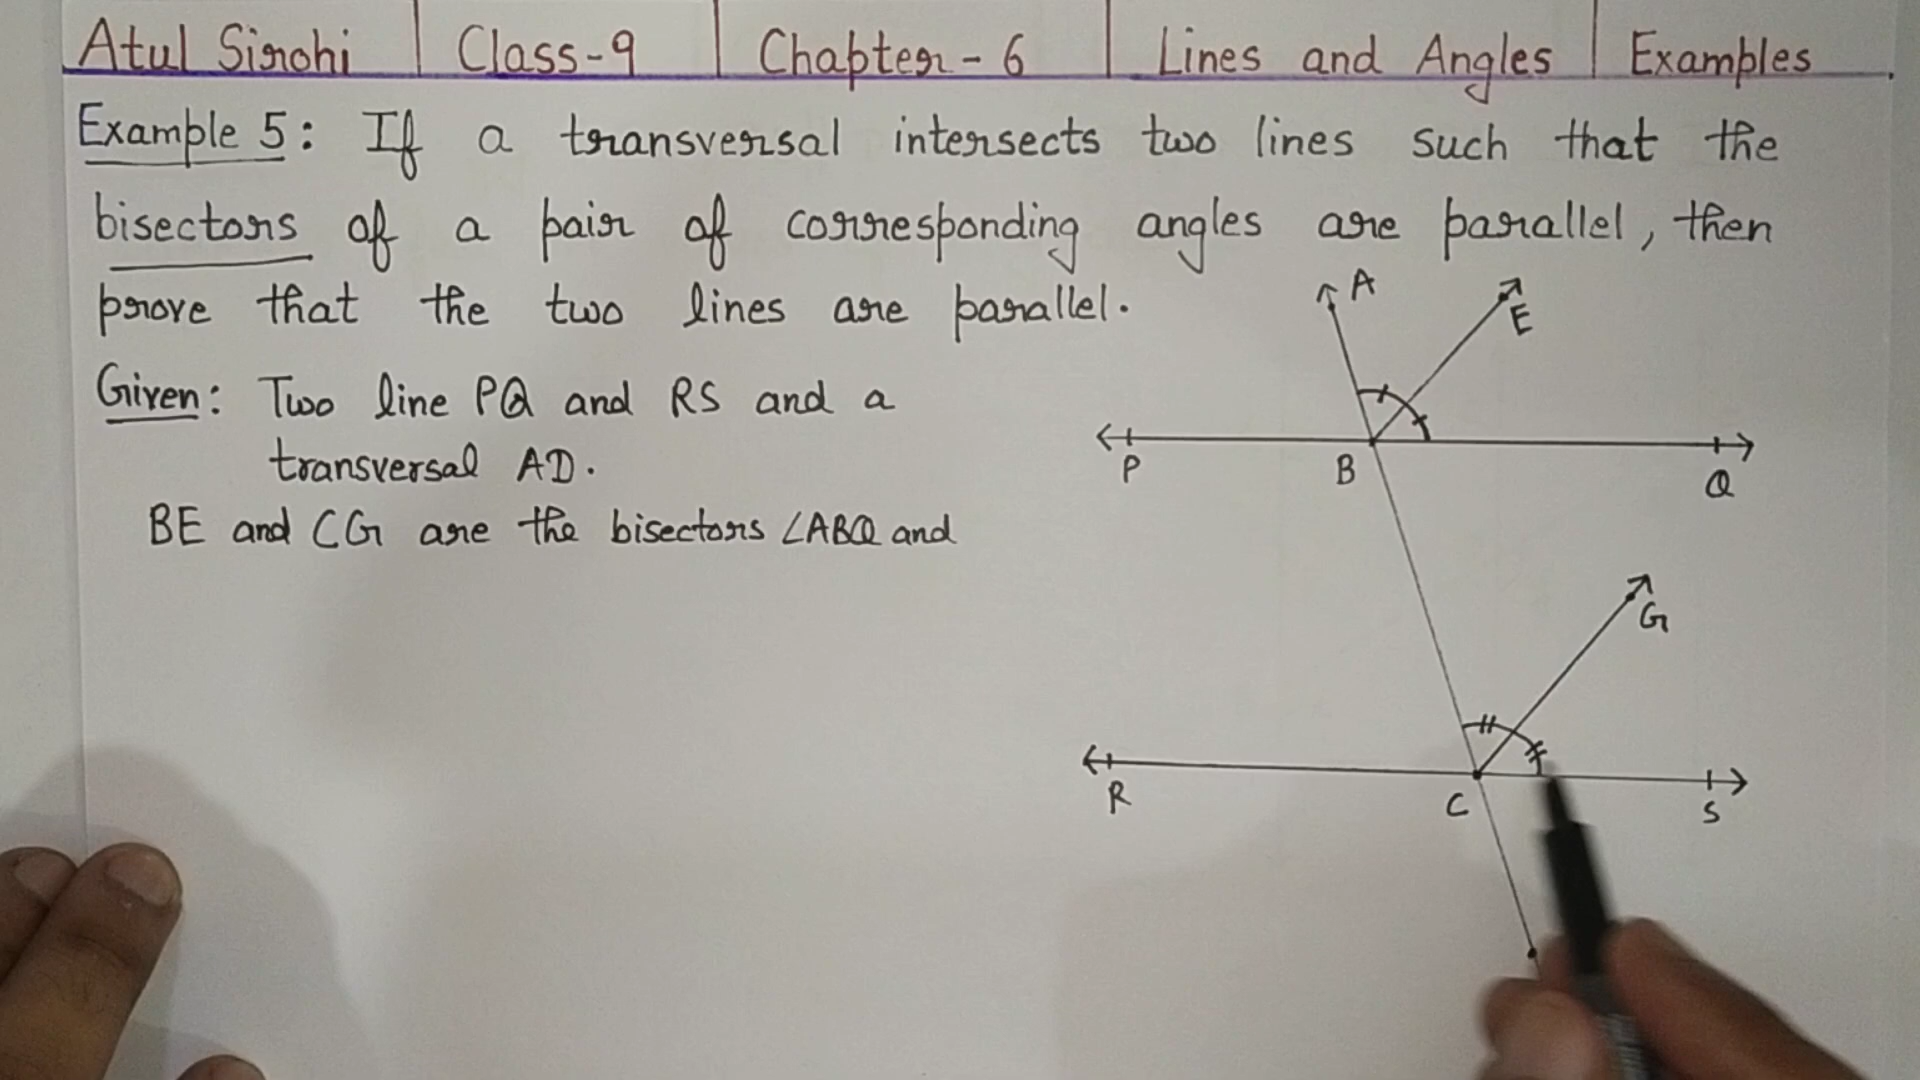 Atul Sirohi Class-9 Chapter-6 Lines and Angles Examples
Example 5: If a transversal intersects two lines such that the
bisectors of a pair of corresponding angles are parallel, then
prove that the two lines are parallel.
Given: Two line PQ and RS and a
transversal AD.
BE and CG are the bisectors ∠ABQ and
A
E
P
B
Q
G
R
C
S